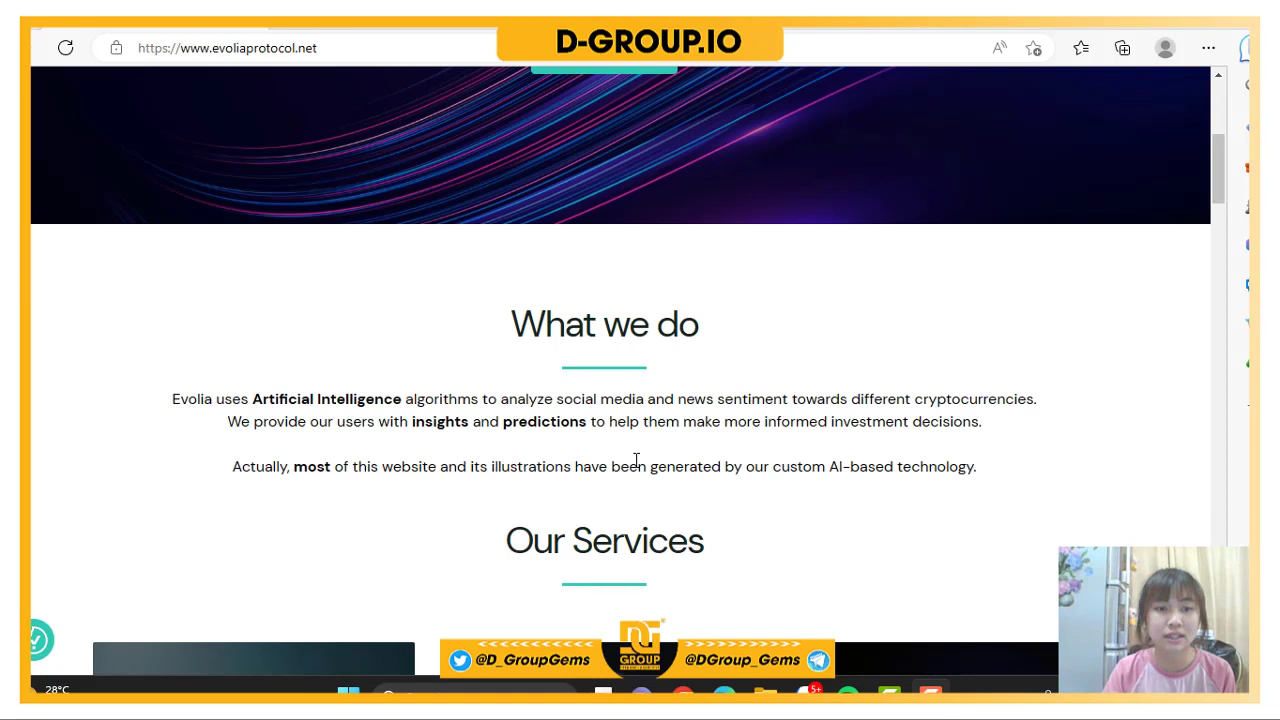 D-GROUP.IO
https://www.evoliaprotocol.net
What we do
Evolia uses Artificial Intelligence algorithms to analyze social media and news sentiment towards different cryptocurrencies.
We provide our users with insights and predictions to help them make more informed investment decisions.
Actually, most of this website and its illustrations have been generated by our custom AI-based technology.
Our Services
@D_GroupGems
DG
GROUP
@DGroup_Gems
28°C
5+